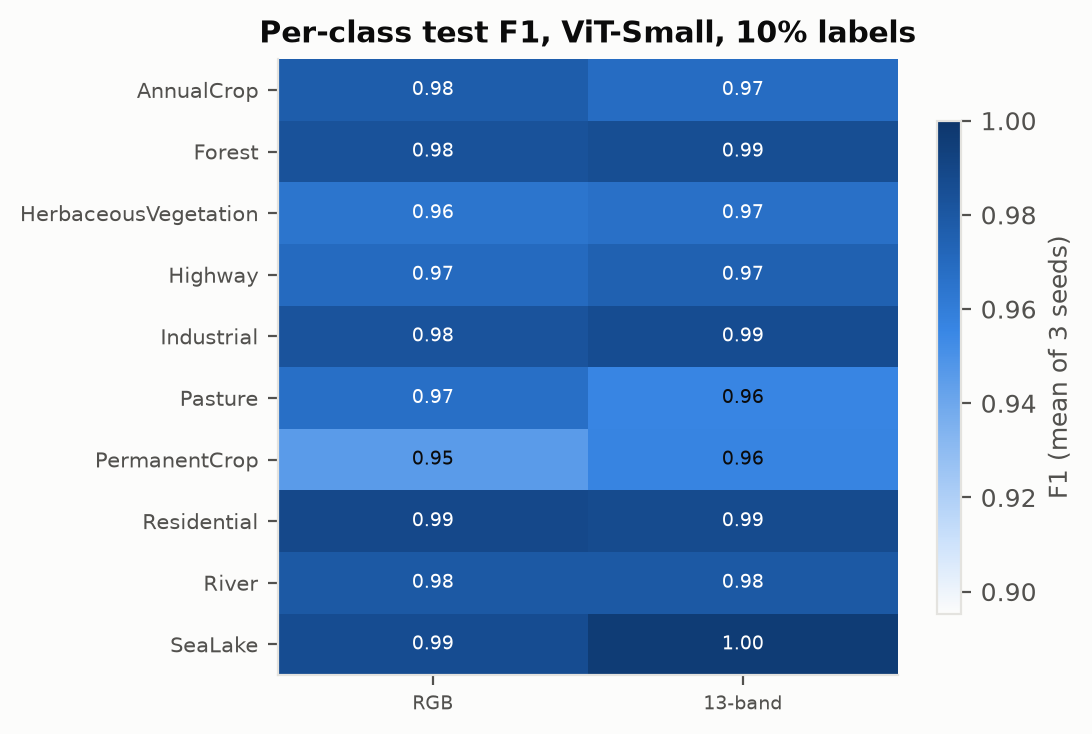 Per-class test F1, ViT-Small, 10% labels
AnnualCrop 0.98 0.97
Forest 0.98 0.99
HerbaceousVegetation 0.96 0.97
Highway 0.97 0.97
Industrial 0.98 0.99
Pasture 0.97 0.96
PermanentCrop 0.95 0.96
Residential 0.99 0.99
River 0.98 0.98
SeaLake 0.99 1.00
RGB 13-band
1.00
0.98
0.96
0.94
0.92
0.90
F1 (mean of 3 seeds)